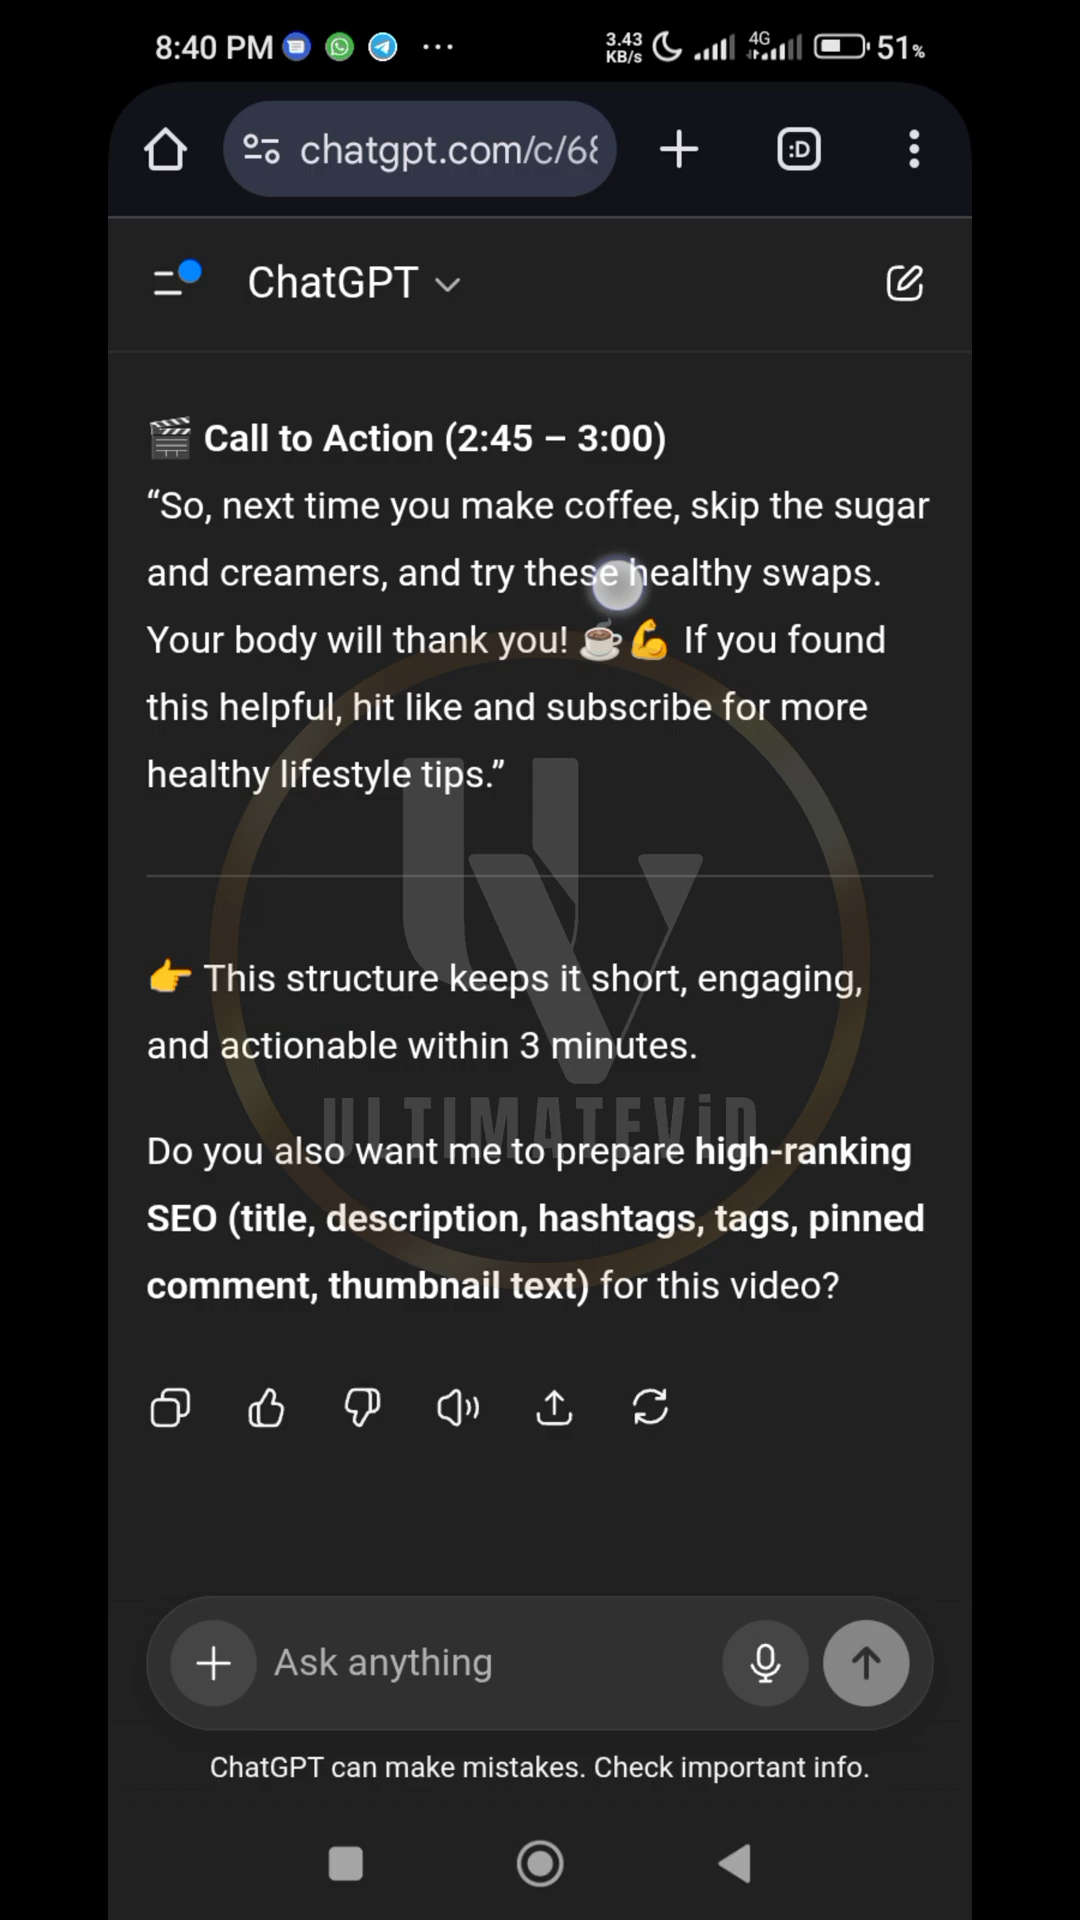 8:40 PM
3.43 KB/s
4G
51%
chatgpt.com/c/68
:D
ChatGPT
🎬 Call to Action (2:45 – 3:00)
“So, next time you make coffee, skip the sugar
and creamers, and try these healthy swaps.
Your body will thank you! ☕💪 If you found
this helpful, hit like and subscribe for more
healthy lifestyle tips.”
👉 This structure keeps it short, engaging,
and actionable within 3 minutes.
ULTIMATEViD
Do you also want me to prepare high-ranking
SEO (title, description, hashtags, tags, pinned
comment, thumbnail text) for this video?
Ask anything
ChatGPT can make mistakes. Check important info.